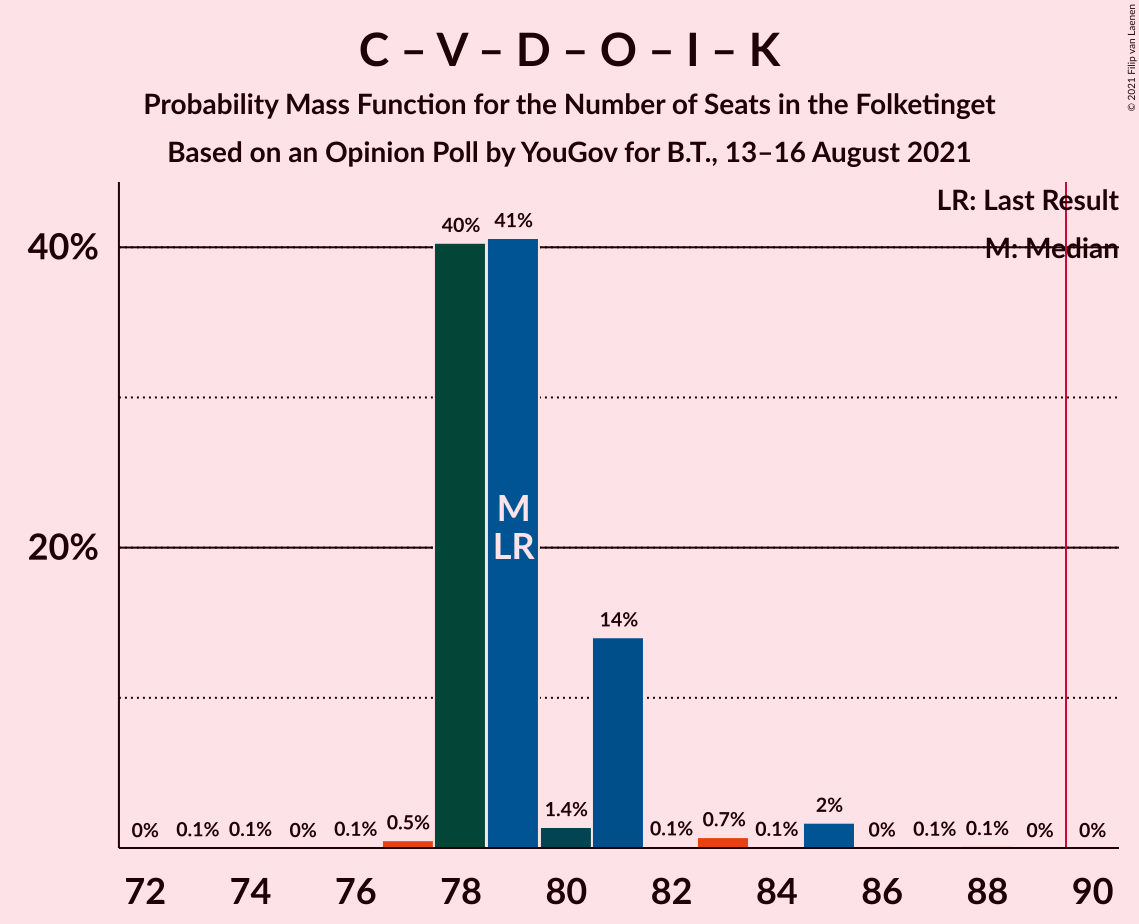 C – V – D – O – I – K
Probability Mass Function for the Number of Seats in the Folketinget
Based on an Opinion Poll by YouGov for B.T., 13–16 August 2021
© 2021 Filip van Laenen
LR: Last Result
M: Median
40%
20%
0% 0.1% 0.1% 0% 0.1% 0.5% 40% 41% 1.4% 14% 0.1% 0.7% 0.1% 2% 0% 0.1% 0.1% 0% 0%
M
LR
72 74 76 78 80 82 84 86 88 90